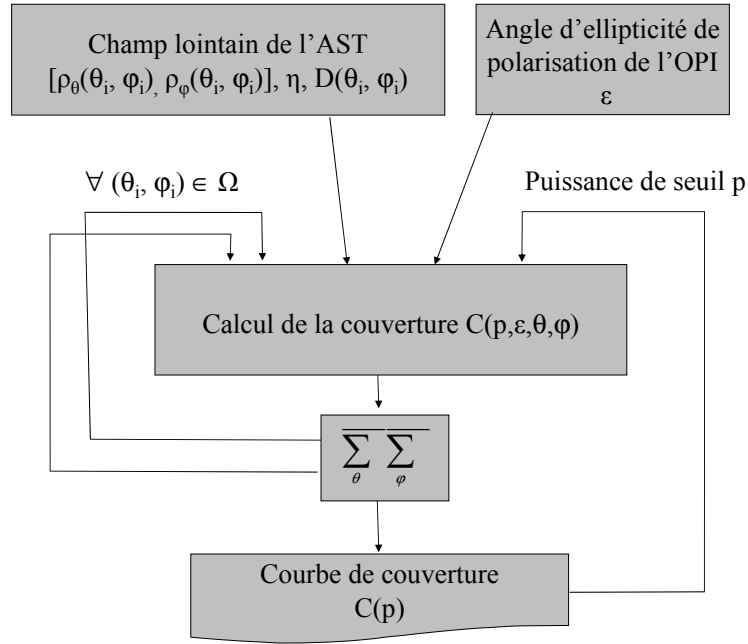 Champ lointain de l’AST
[ρθ(θi, φi), ρφ(θi, φi)], η, D(θi, φi)
Angle d’ellipticité de
polarisation de l’OPI
ε
∀ (θi, φi) ∈ Ω
Puissance de seuil p
Calcul de la couverture C(p,ε,θ,φ)
∑ ∑
θ φ
Courbe de couverture
C(p)